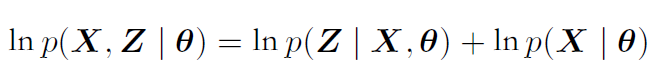 ln p(X, Z | θ) = ln p(Z | X, θ) + ln p(X | θ)